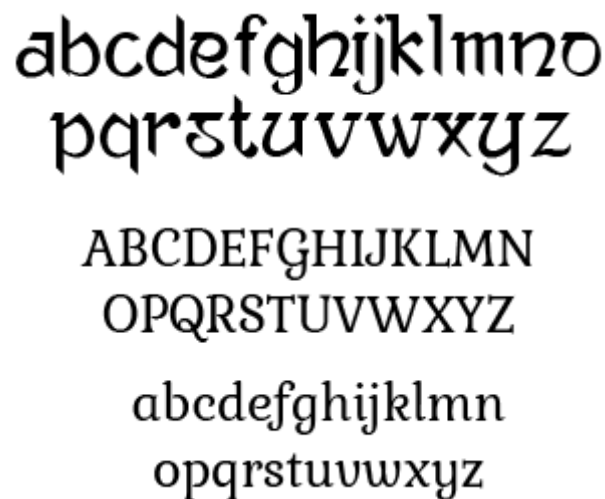 abcdefghijklmno
pqrstuvwxyz
ABCDEFGHIJKLMN
OPQRSTUVWXYZ
abcdefghijklmn
opqrstuvwxyz